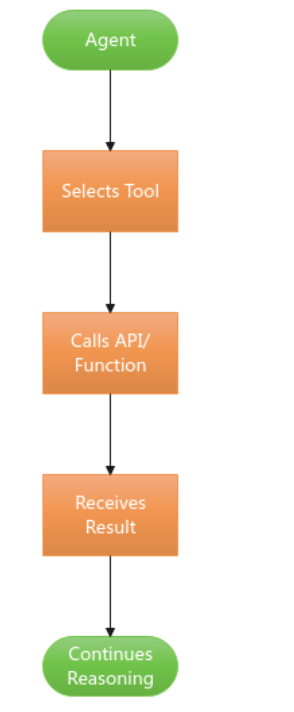 Agent
Selects Tool
Calls API/
Function
Receives
Result
Continues
Reasoning